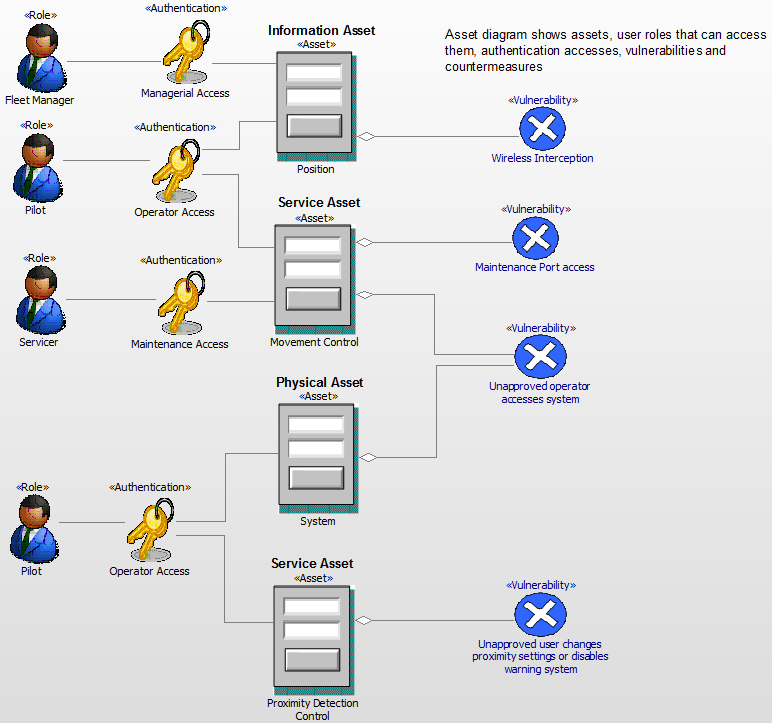 «Role»
Fleet Manager
«Authentication»
Managerial Access
Information Asset
«Asset»
Position
Asset diagram shows assets, user roles that can access
them, authentication accesses, vulnerabilities and
countermeasures
«Vulnerability»
Wireless Interception
«Role»
Pilot
«Authentication»
Operator Access
Service Asset
«Asset»
Movement Control
«Vulnerability»
Maintenance Port access
«Role»
Servicer
«Authentication»
Maintenance Access
«Vulnerability»
Unapproved operator
accesses system
Physical Asset
«Asset»
System
«Role»
Pilot
«Authentication»
Operator Access
Service Asset
«Asset»
Proximity Detection
Control
«Vulnerability»
Unapproved user changes
proximity settings or disables
warning system